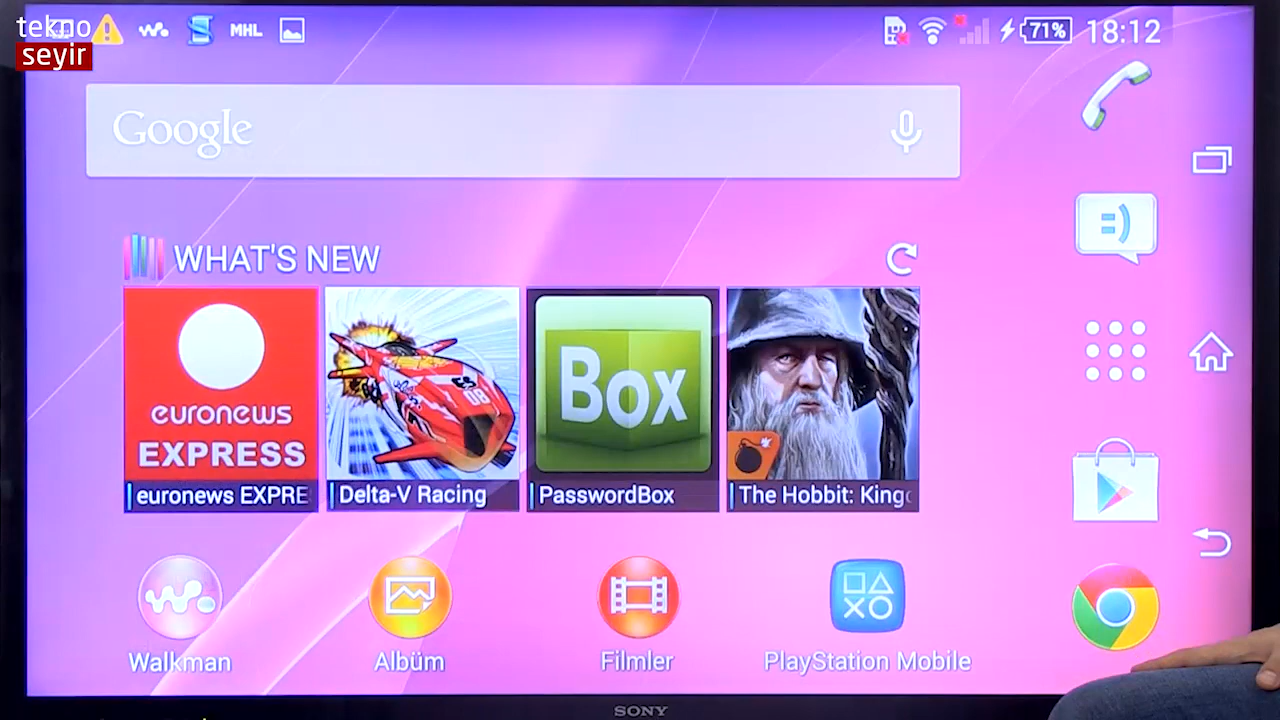 tekno
seyir
MHL
71%
18:12
Google
WHAT'S NEW
euronews
EXPRESS
08
Box
euronews EXPRE
Delta-V Racing
PasswordBox
The Hobbit: King
Walkman
Albüm
Filmler
PlayStation Mobile
SONY